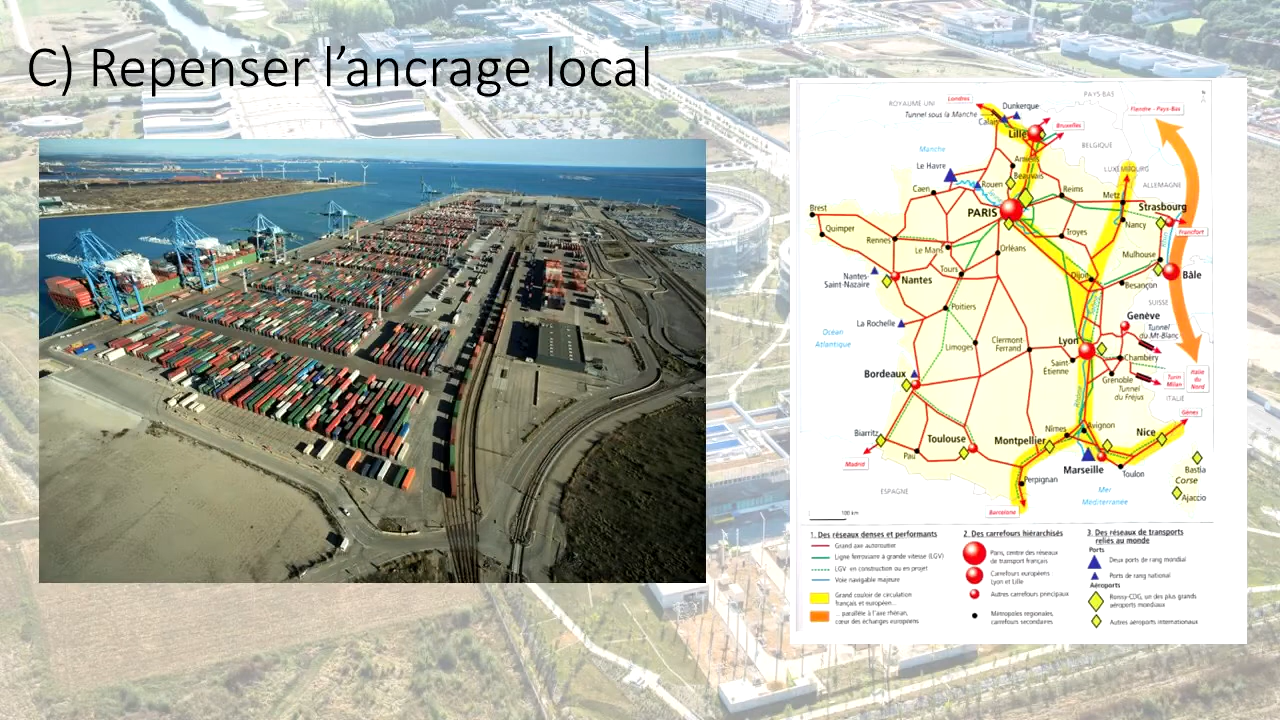 C) Repenser l’ancrage local
PAYS-BAS
ROYAUME UNI
Londres
Dunkerque
Flandre - Pays-Bas
Tunnel sous la Manche
Calais
Bruxelles
Lille
Manche
BELGIQUE
Le Havre
Amiens
LUXEMBOURG
Beauvais
ALLEMAGNE
Rouen
Caen
Reims
Metz
Strasbourg
Brest
PARIS
Quimper
Nancy
Francfort
Rennes
Troyes
Le Mans
Orléans
Mulhouse
Tours
Dijon
Bâle
Nantes-
Saint-Nazaire
Nantes
Besançon
SUISSE
Poitiers
Genève
La Rochelle
Tunnel
du Mt-Blanc
Océan
Atlantique
Limoges
Clermont
Ferrand
Lyon
Saint
Étienne
Chambéry
Bordeaux
Grenoble
Turin
Milan
Italie
du
Nord
Tunnel
du Fréjus
ITALIE
Rhône
Gênes
Biarritz
Nîmes
Avignon
Nice
Toulouse
Montpellier
Madrid
Pau
Marseille
Toulon
Bastia
Corse
Perpignan
ESPAGNE
Mer
Méditerranée
Ajaccio
Barcelone
100 km
1. Des réseaux denses et performants
Grand axe autoroutier
Ligne ferroviaire à grande vitesse (LGV)
LGV en construction ou en projet
Voie navigable majeure
Grand couloir de circulation
français et européen...
... parallèle à l'axe rhénan,
cœur des échanges européens
2. Des carrefours hiérarchisés
Paris, centre des réseaux
de transport français
Carrefours européens
Lyon et Lille
Autres carrefours principaux
Métropoles régionales,
carrefours secondaires
3. Des réseaux de transports
reliés au monde
Ports
Deux ports de rang mondial
Ports de rang national
Aéroports
Roissy-CDG, un des plus grands
aéroports mondiaux
Autres aéroports internationaux